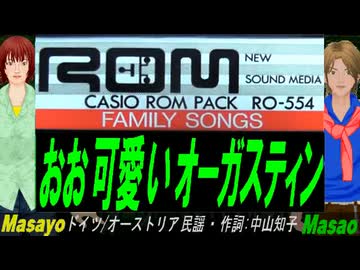 ROM
NEW
SOUND MEDIA
CASIO ROM PACK RO-554
FAMILY SONGS
おお可愛いオーガスティン
Masayo ドイツ/オーストリア民謡・作詞:中山知子 Masao